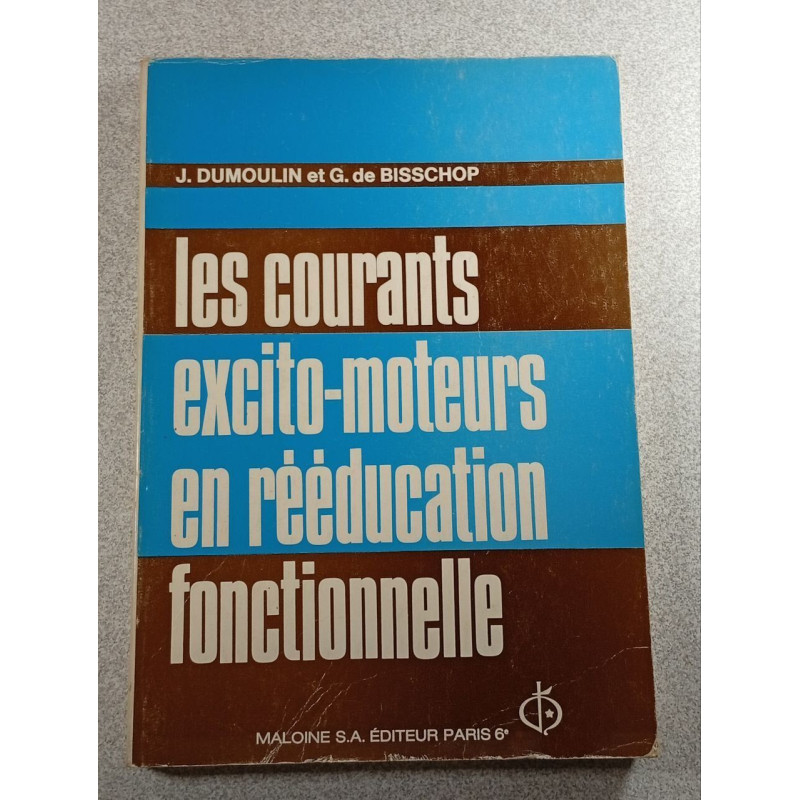 J. DUMOULIN et G. de BISSCHOP
les courants
excito-moteurs
en rééducation
fonctionnelle
MALOINE S.A. ÉDITEUR PARIS 6e